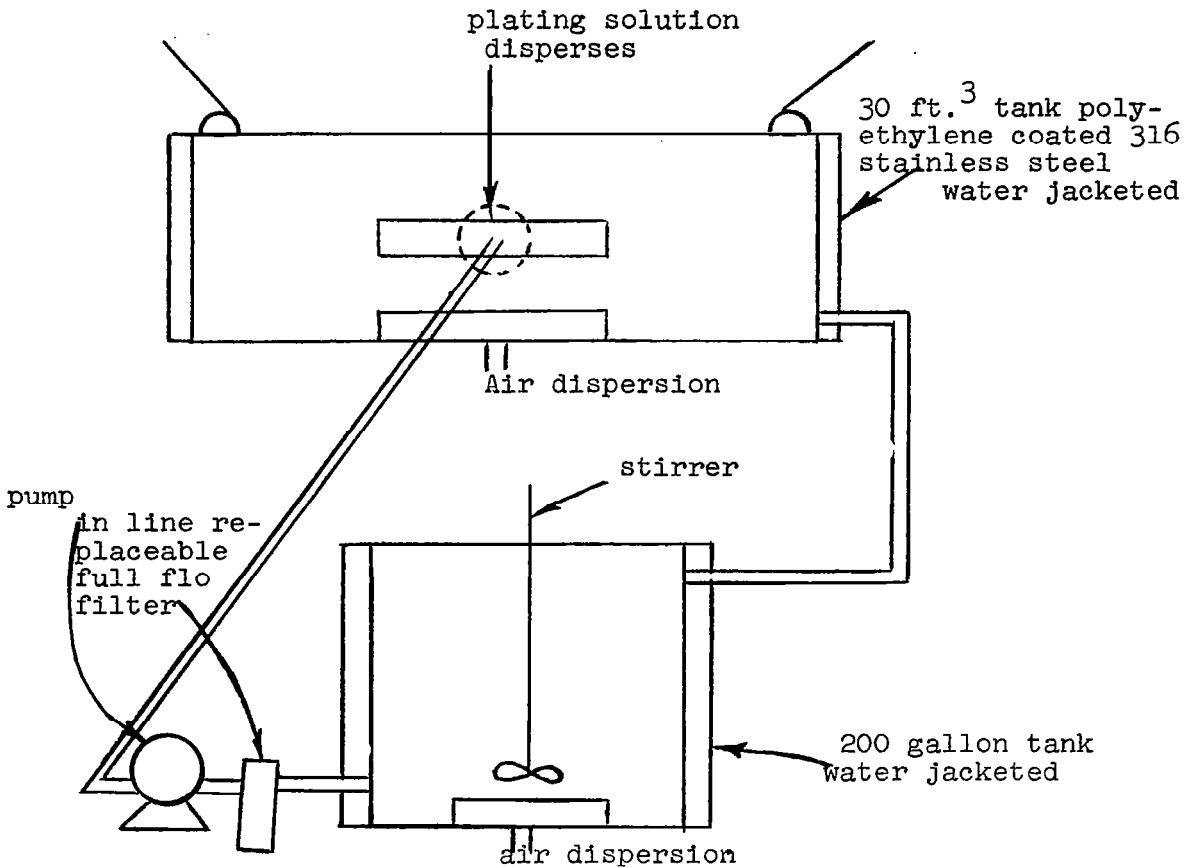 plating solution
disperses
30 ft.³ tank poly-
ethylene coated 316
stainless steel
water jacketed
Air dispersion
stirrer
pump
in line re-
placeable
full flo
filter
200 gallon tank
water jacketed
air dispersion